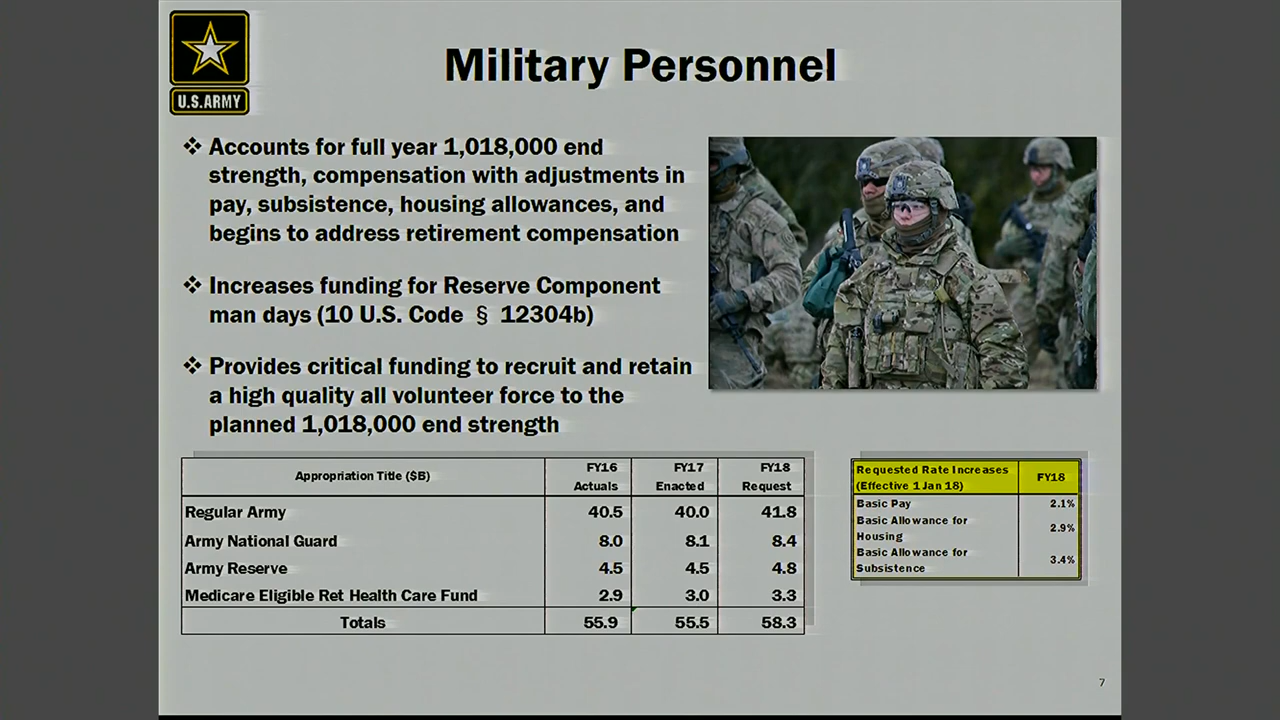 U.S.ARMY
Military Personnel
❖ Accounts for full year 1,018,000 end
strength, compensation with adjustments in
pay, subsistence, housing allowances, and
begins to address retirement compensation
❖ Increases funding for Reserve Component
man days (10 U.S. Code § 12304b)
❖ Provides critical funding to recruit and retain
a high quality all volunteer force to the
planned 1,018,000 end strength
Appropriation Title ($B) FY16 Actuals FY17 Enacted FY18 Request
Regular Army 40.5 40.0 41.8
Army National Guard 8.0 8.1 8.4
Army Reserve 4.5 4.5 4.8
Medicare Eligible Ret Health Care Fund 2.9 3.0 3.3
Totals 55.9 55.5 58.3
Requested Rate Increases
(Effective 1 Jan 18) FY18
Basic Pay 2.1%
Basic Allowance for
Housing 2.9%
Basic Allowance for
Subsistence 3.4%
7